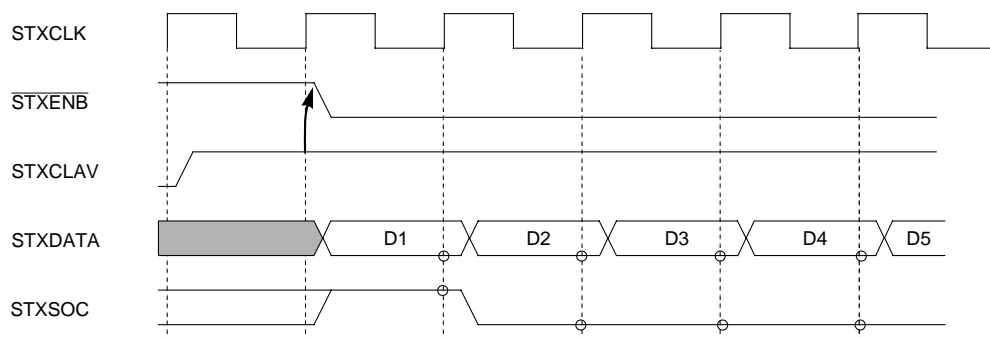 STXCLK
STXENB
STXCLAV
STXDATA D1 D2 D3 D4 D5
STXSOC